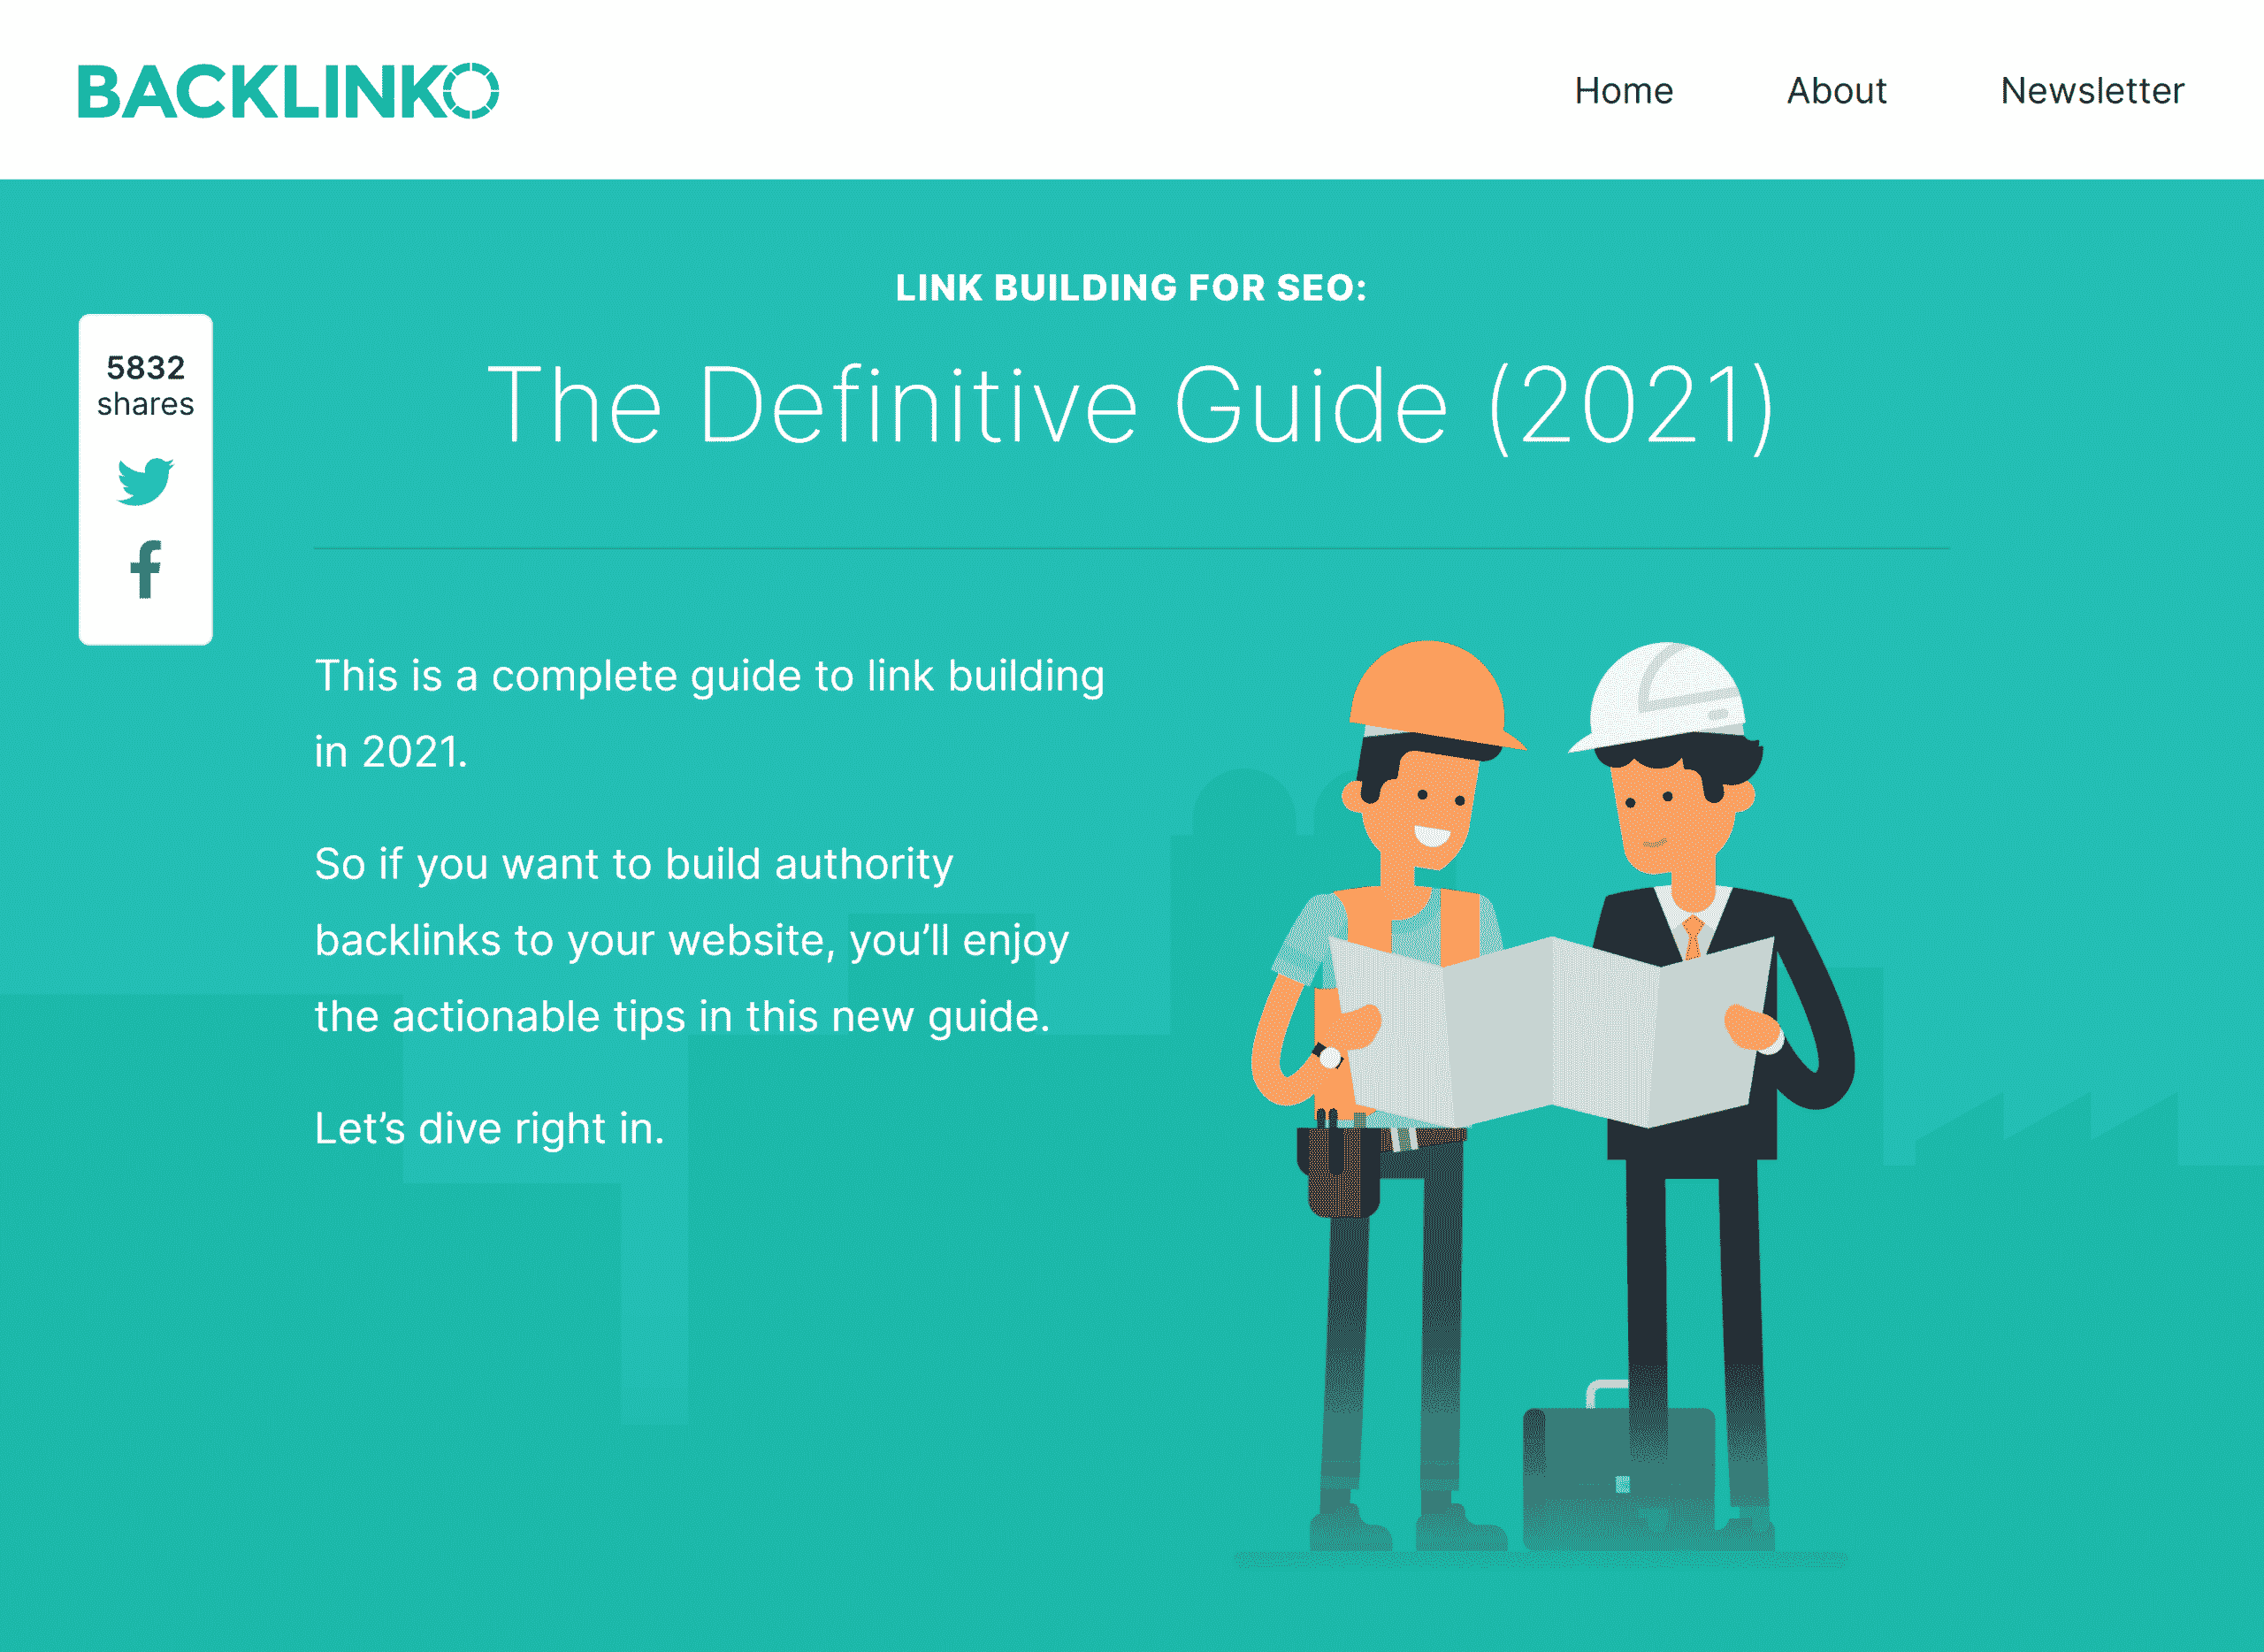 BACKLINKO
Home
About
Newsletter
LINK BUILDING FOR SEO:
The Definitive Guide (2021)
5832
shares
This is a complete guide to link building
in 2021.
So if you want to build authority
backlinks to your website, you’ll enjoy
the actionable tips in this new guide.
Let’s dive right in.